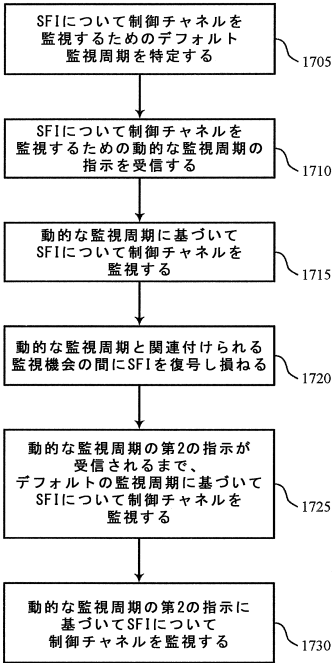 SFIについて制御チャネルを
監視するためのデフォルト
監視周期を特定する
1705
SFIについて制御チャネルを
監視するための動的な監視周期の
指示を受信する
1710
動的な監視周期に基づいて
SFIについて制御チャネルを
監視する
1715
動的な監視周期と関連付けられる
監視機会の間にSFIを復号し損ねる
1720
動的な監視周期の第2の指示が
受信されるまで、
デフォルトの監視周期に基づいて
SFIについて制御チャネルを
監視する
1725
動的な監視周期の第2の指示に
基づいてSFIについて
制御チャネルを監視する
1730